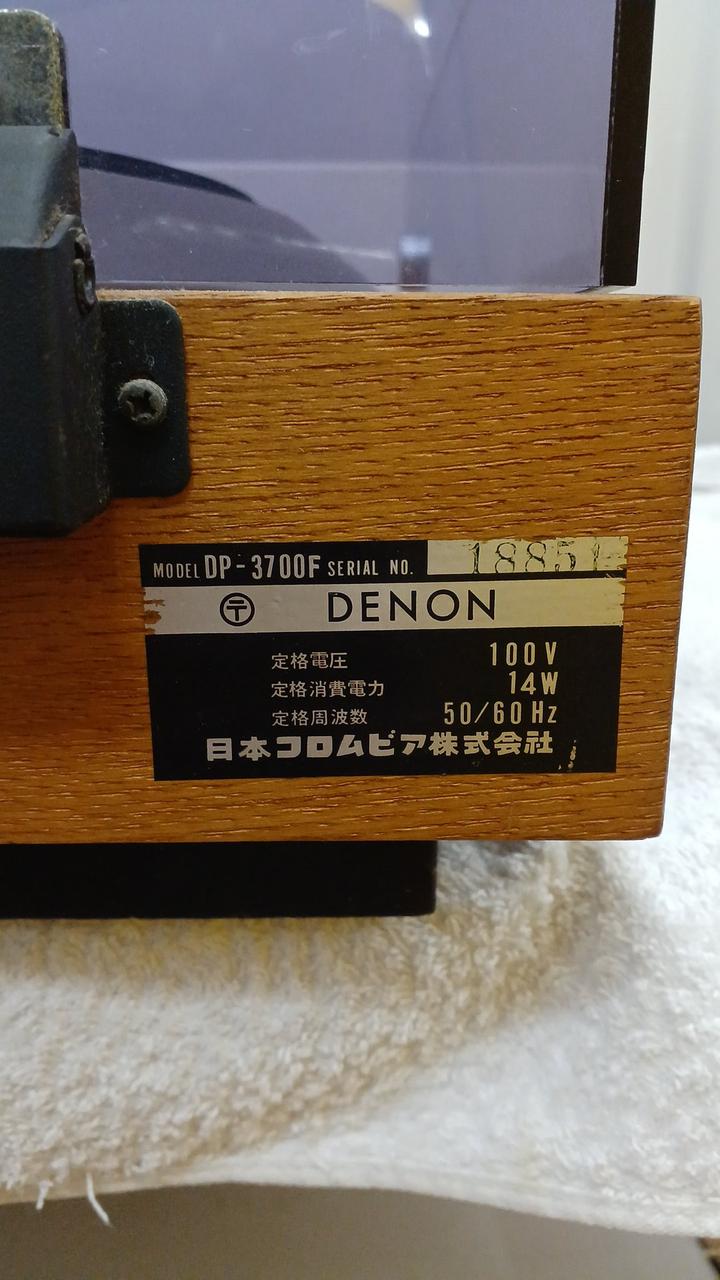 MODEL DP-3700F SERIAL NO. 18851
〒 DENON
定格電圧 100V
定格消費電力 14W
定格周波数 50/60Hz
日本コロムビア株式会社